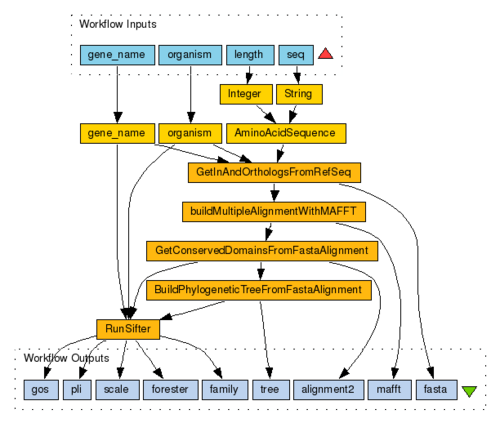 Workflow Inputs
gene_name organism length seq
Integer String
gene_name organism AminoAcidSequence
GetInAndOrthologsFromRefSeq
buildMultipleAlignmentWithMAFFT
GetConservedDomainsFromFastaAlignment
BuildPhylogeneticTreeFromFastaAlignment
RunSifter
Workflow Outputs
gos pli scale forester family tree alignment2 mafft fasta